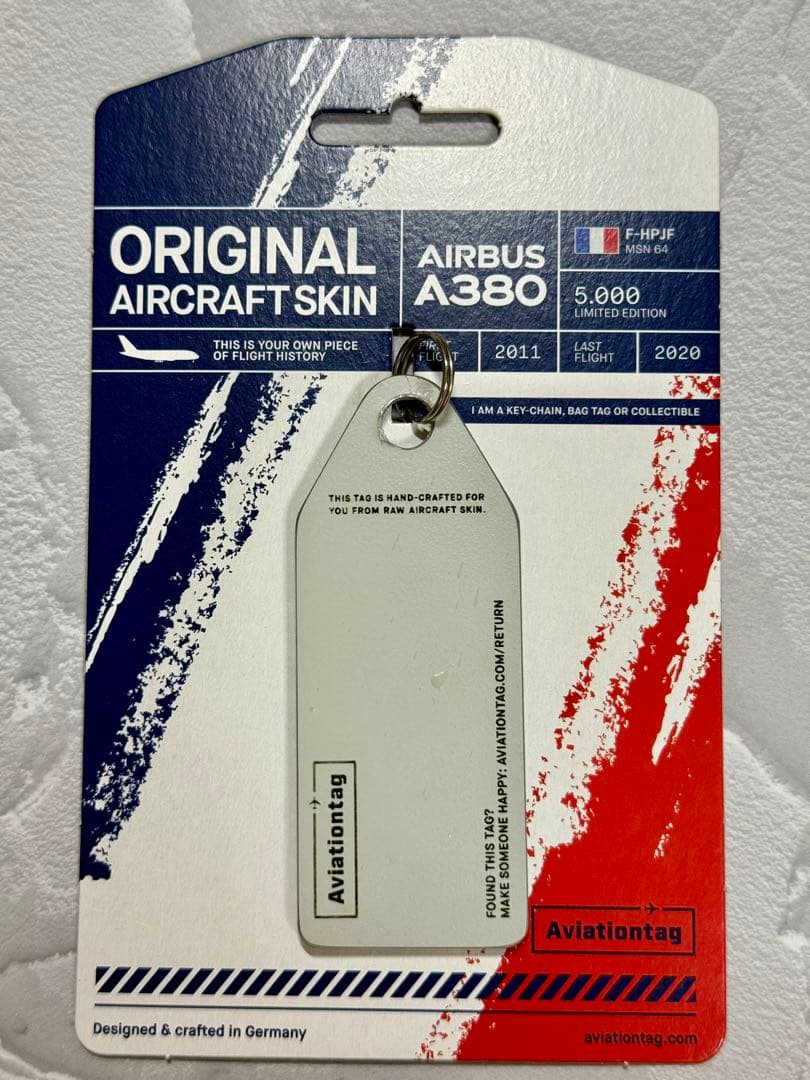 ORIGINAL
AIRCRAFT SKIN
AIRBUS
A380
F-HPJF
MSN 64
5.000
LIMITED EDITION
THIS IS YOUR OWN PIECE
OF FLIGHT HISTORY
FIRST
FLIGHT
2011
LAST
FLIGHT
2020
I AM A KEY-CHAIN, BAG TAG OR COLLECTIBLE
THIS TAG IS HAND-CRAFTED FOR
YOU FROM RAW AIRCRAFT SKIN.
Aviationtag
FOUND THIS TAG?
MAKE SOMEONE HAPPY: AVIATIONTAG.COM/RETURN
Aviationtag
Designed & crafted in Germany
aviationtag.com